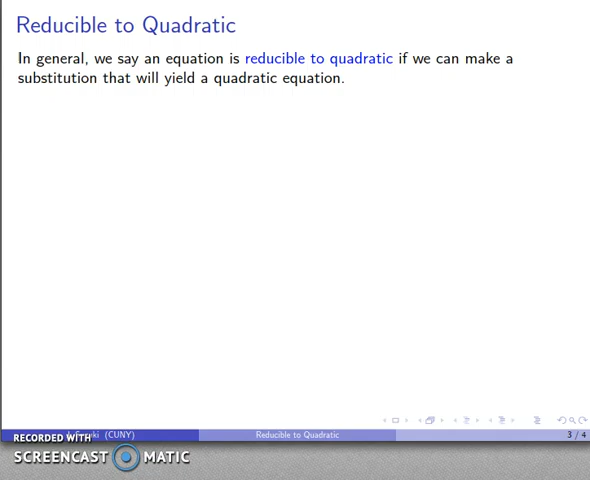 Reducible to Quadratic
In general, we say an equation is reducible to quadratic if we can make a
substitution that will yield a quadratic equation.
(CUNY) Reducible to Quadratic 3 / 4
RECORDED WITH
SCREENCAST MATIC